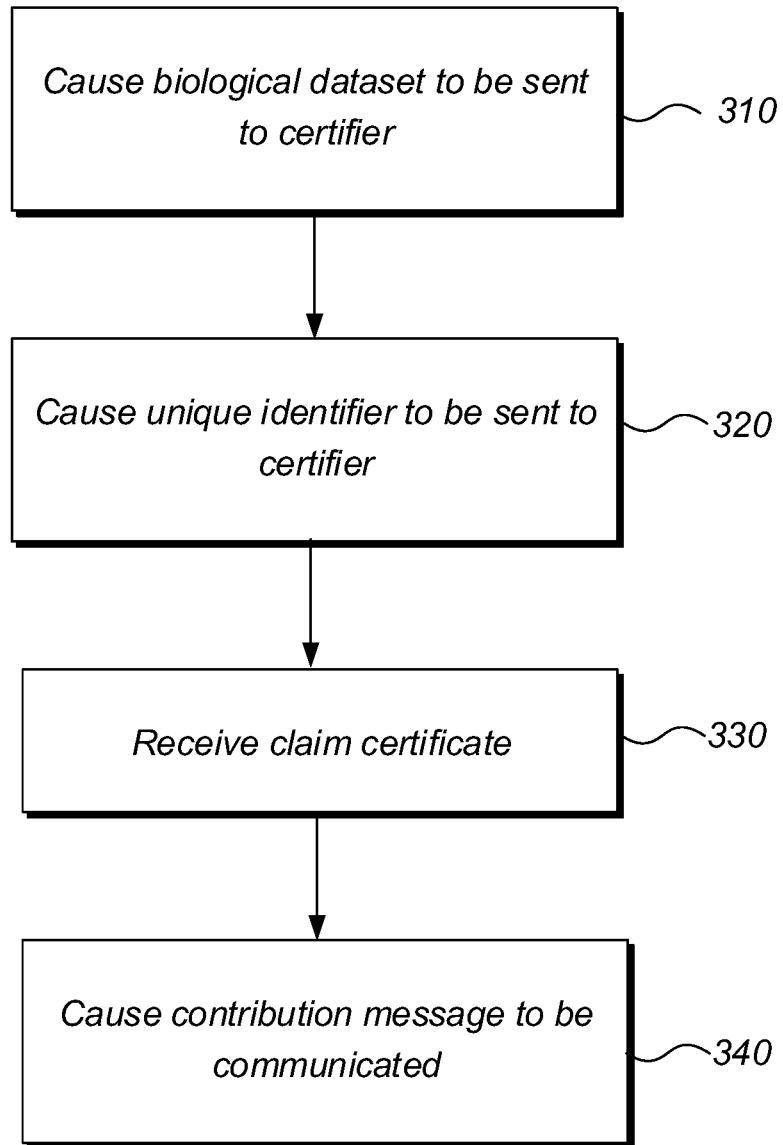 Cause biological dataset to be sent
to certifier
310
Cause unique identifier to be sent to
certifier
320
Receive claim certificate
330
Cause contribution message to be
communicated
340